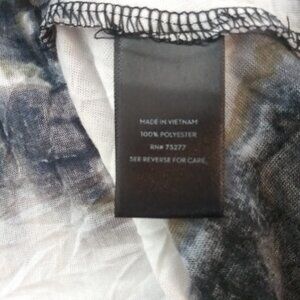 MADE IN VIETNAM
100% POLYESTER
RN# 73277
SEE REVERSE FOR CARE.